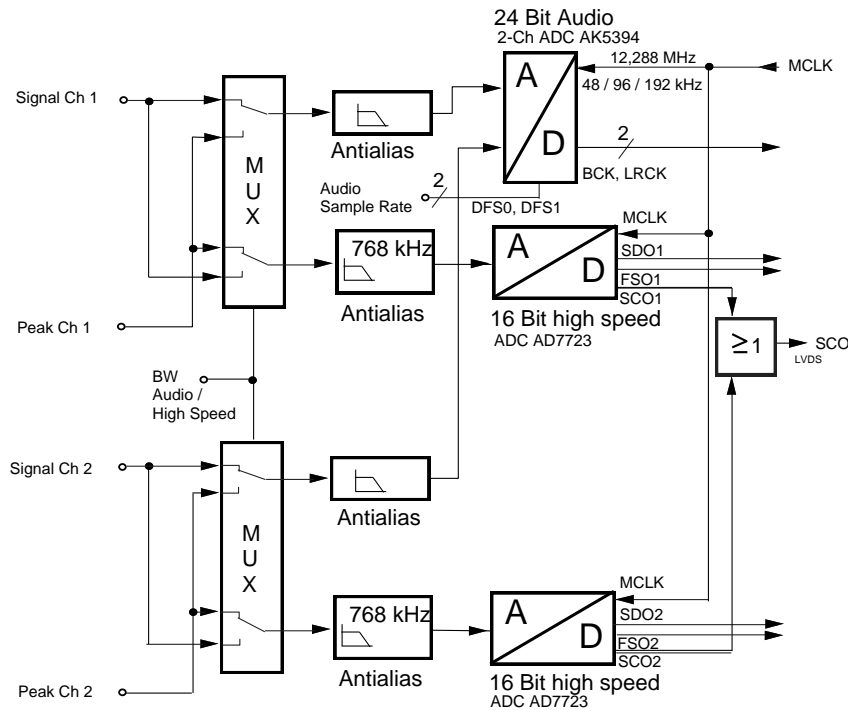 24 Bit Audio
2-Ch ADC AK5394
12,288 MHz
MCLK
A
48 / 96 / 192 kHz
Signal Ch 1
D
2
Antialias
M
U
X
2
BCK, LRCK
Audio
Sample Rate
DFS0, DFS1
MCLK
768 kHz
A
SDO1
D
FSO1
SCO1
Antialias
16 Bit high speed
ADC AD7723
Peak Ch 1
≥1
SCO
LVDS
BW
Audio /
High Speed
Signal Ch 2
Antialias
M
U
X
MCLK
768 kHz
A
SDO2
D
FSO2
SCO2
Antialias
16 Bit high speed
ADC AD7723
Peak Ch 2